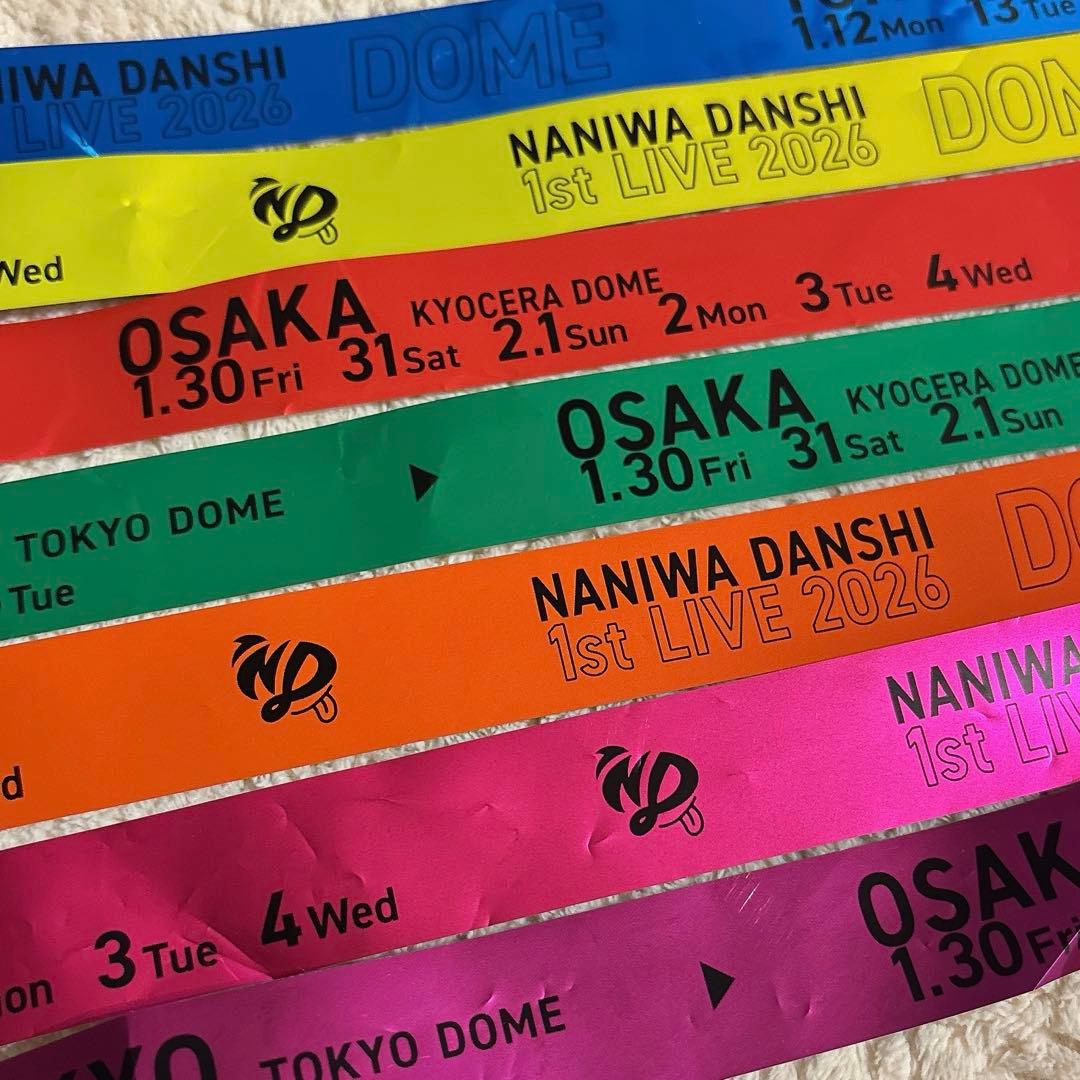 NIWA DANSHI
LIVE 2026
DOME
1.12 Mon 13 Tue
Wed
ND
NANIWA DANSHI
1st LIVE 2026
OSAKA KYOCERA DOME
1.30 Fri 31 Sat 2.1 Sun 2 Mon 3 Tue 4 Wed
TOKYO DOME
Tue
OSAKA KYOCERA DOME
1.30 Fri 31 Sat 2.1 Sun
ND
NANIWA DANSHI
1st LIVE 2026
3 Tue 4 Wed
ND
NANIWA
1st LIV
TOKYO DOME
OSAK
1.30 Fri